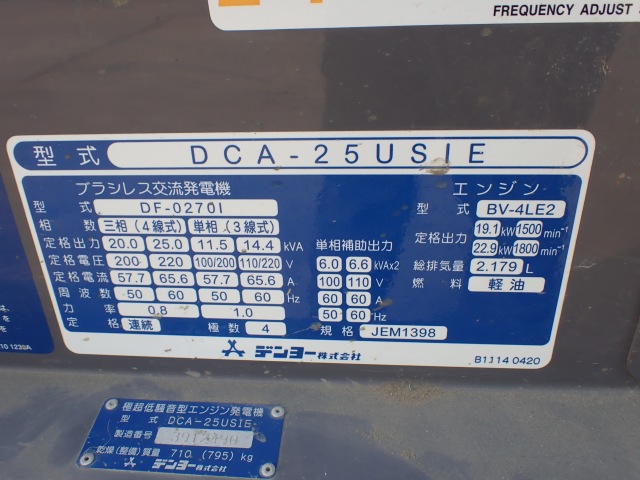 FREQUENCY ADJUST
型式 DCA-25USIE
ブラシレス交流発電機
型式 DF-0270I
相数 三相(4線式) 単相(3線式)
定格出力 20.0 25.0 11.5 14.4 kVA
定格電圧 200 220 100/200 110/220 V
定格電流 57.7 65.6 57.7 65.6 A
周波数 50 60 50 60 Hz
力率 0.8 1.0
定格 連続 極数 4
単相補助出力
6.0 6.6 kVA×2
100 110 V
60 60 A
50 60 Hz
規格 JEM1398
エンジン
型式 BV-4LE2
定格出力 19.1 kW 1500 min⁻¹
22.9 kW 1800 min⁻¹
総排気量 2.179 L
燃料 軽油
デンヨー株式会社
B11140420
10 1230A
極超低騒音型エンジン発電機
型式 DCA-25USIE
製造番号
乾燥(整備)質量 710 (795) kg
デンヨー株式会社